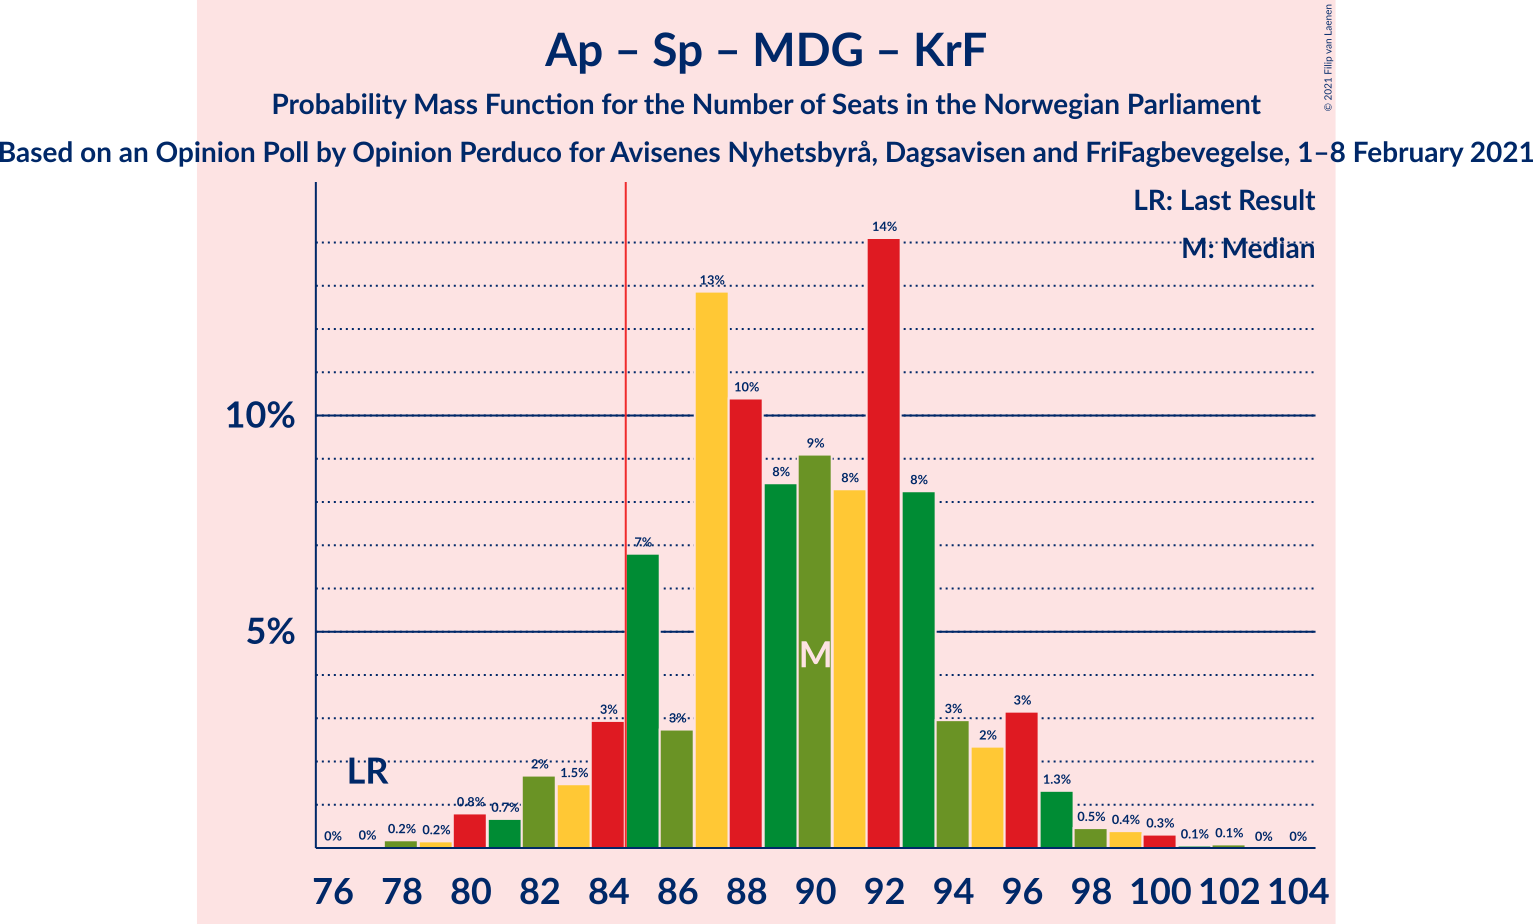 Ap – Sp – MDG – KrF
Probability Mass Function for the Number of Seats in the Norwegian Parliament
Based on an Opinion Poll by Opinion Perduco for Avisenes Nyhetsbyrå, Dagsavisen and FriFagbevegelse, 1–8 February 2021
© 2021 Filip van Laenen
LR: Last Result
M: Median
10%
5%
LR
M
0% 0% 0.2% 0.2% 0.8% 0.7% 2% 1.5% 3% 7% 3% 13% 10% 8% 9% 8% 14% 8% 3% 2% 3% 1.3% 0.5% 0.4% 0.3% 0.1% 0.1% 0% 0%
76 78 80 82 84 86 88 90 92 94 96 98 100 102 104